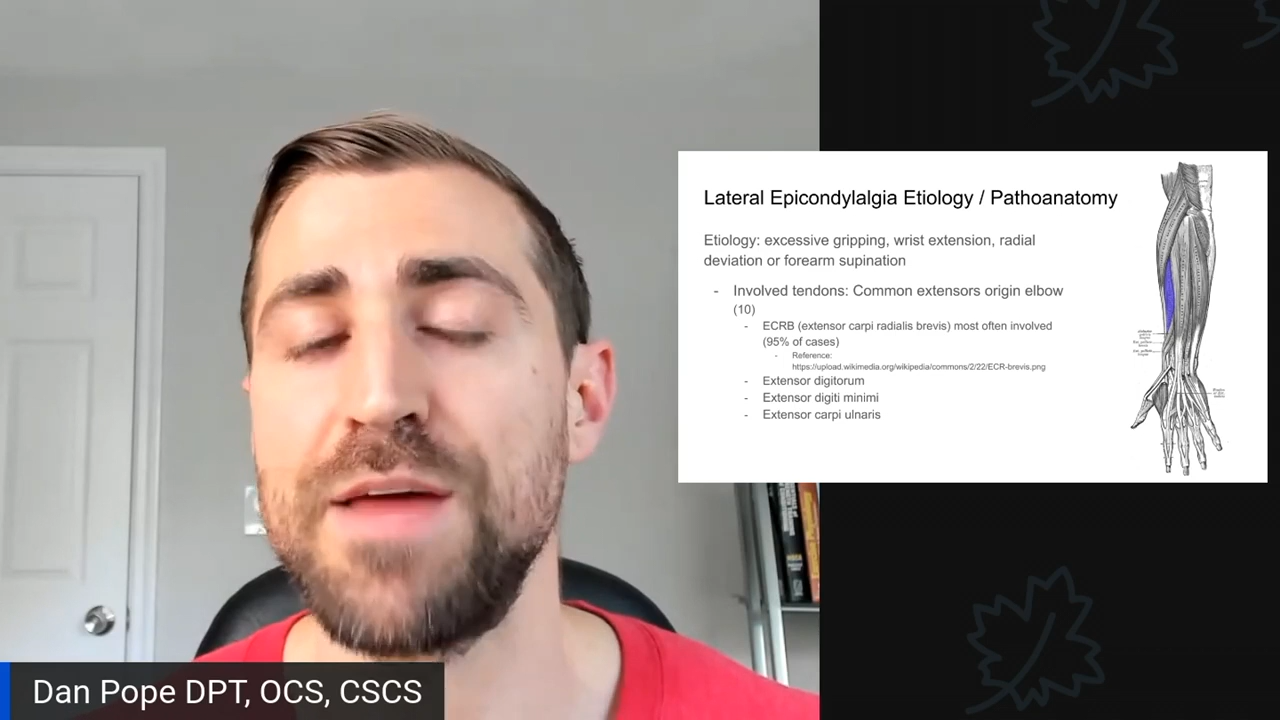 Lateral Epicondylalgia Etiology / Pathoanatomy
Etiology: excessive gripping, wrist extension, radial
deviation or forearm supination
- Involved tendons: Common extensors origin elbow
(10)
- ECRB (extensor carpi radialis brevis) most often involved
(95% of cases)
- Reference:
https://upload.wikimedia.org/wikipedia/commons/2/22/ECR-brevis.png
- Extensor digitorum
- Extensor digiti minimi
- Extensor carpi ulnaris
Dan Pope DPT, OCS, CSCS